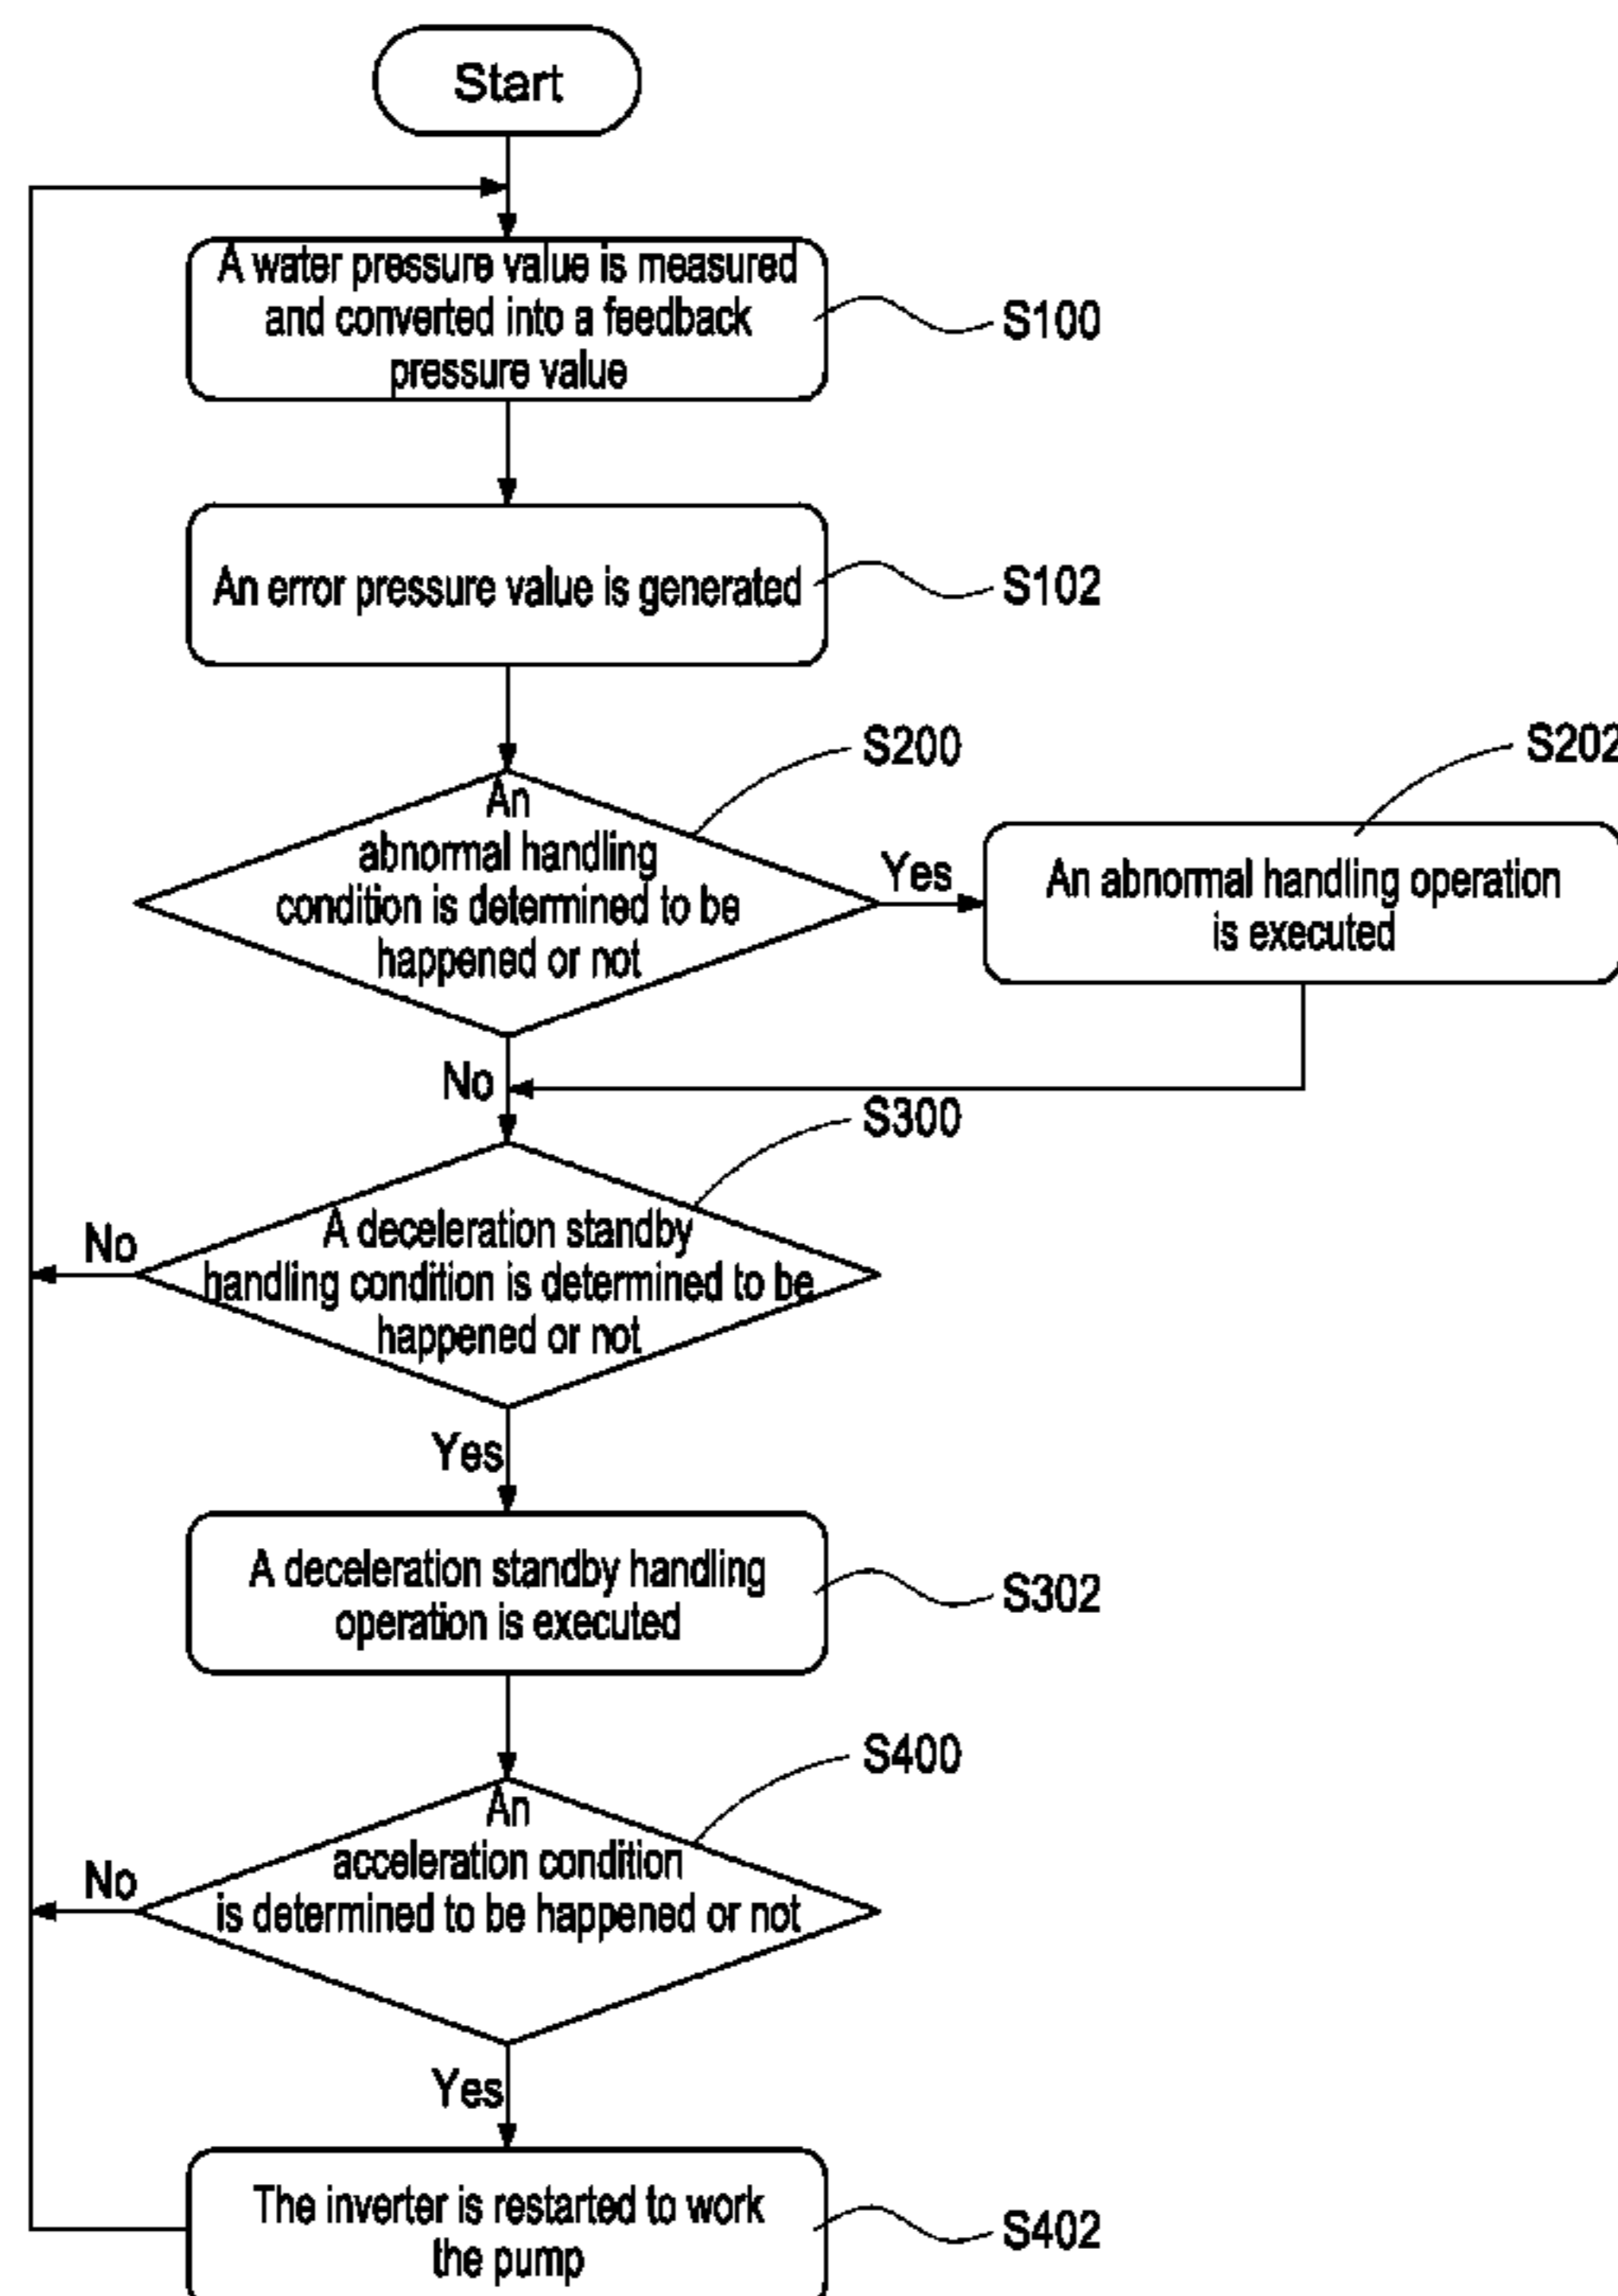 Start
A water pressure value is measured
and converted into a feedback
pressure value
S100
An error pressure value is generated
S102
S200
S202
An
abnormal handling
condition is determined to be
happened or not
Yes
An abnormal handling operation
is executed
No
S300
A deceleration standby
handling condition is determined to be
happened or not
No
Yes
A deceleration standby handling
operation is executed
S302
S400
An
acceleration condition
is determined to be happened or not
No
Yes
The inverter is restarted to work
the pump
S402